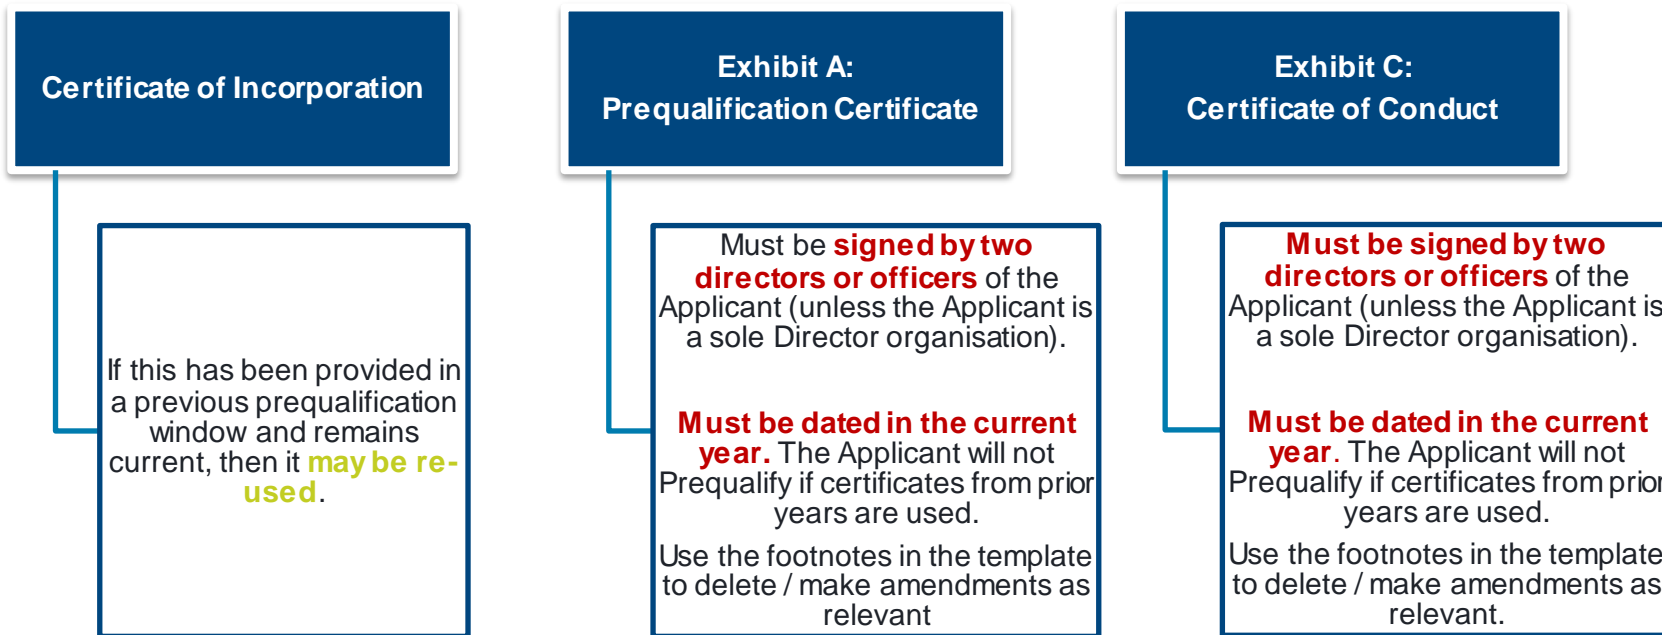 Certificate of Incorporation
If this has been provided in
a previous prequalification
window and remains
current, then it may be re-
used.
Exhibit A:
Prequalification Certificate
Must be signed by two
directors or officers of the
Applicant (unless the Applicant is
a sole Director organisation).
Must be dated in the current
year. The Applicant will not
Prequalify if certificates from prior
years are used.
Use the footnotes in the template
to delete / make amendments as
relevant
Exhibit C:
Certificate of Conduct
Must be signed by two
directors or officers of the
Applicant (unless the Applicant is
a sole Director organisation).
Must be dated in the current
year. The Applicant will not
Prequalify if certificates from prior
years are used.
Use the footnotes in the template
to delete / make amendments as
relevant.